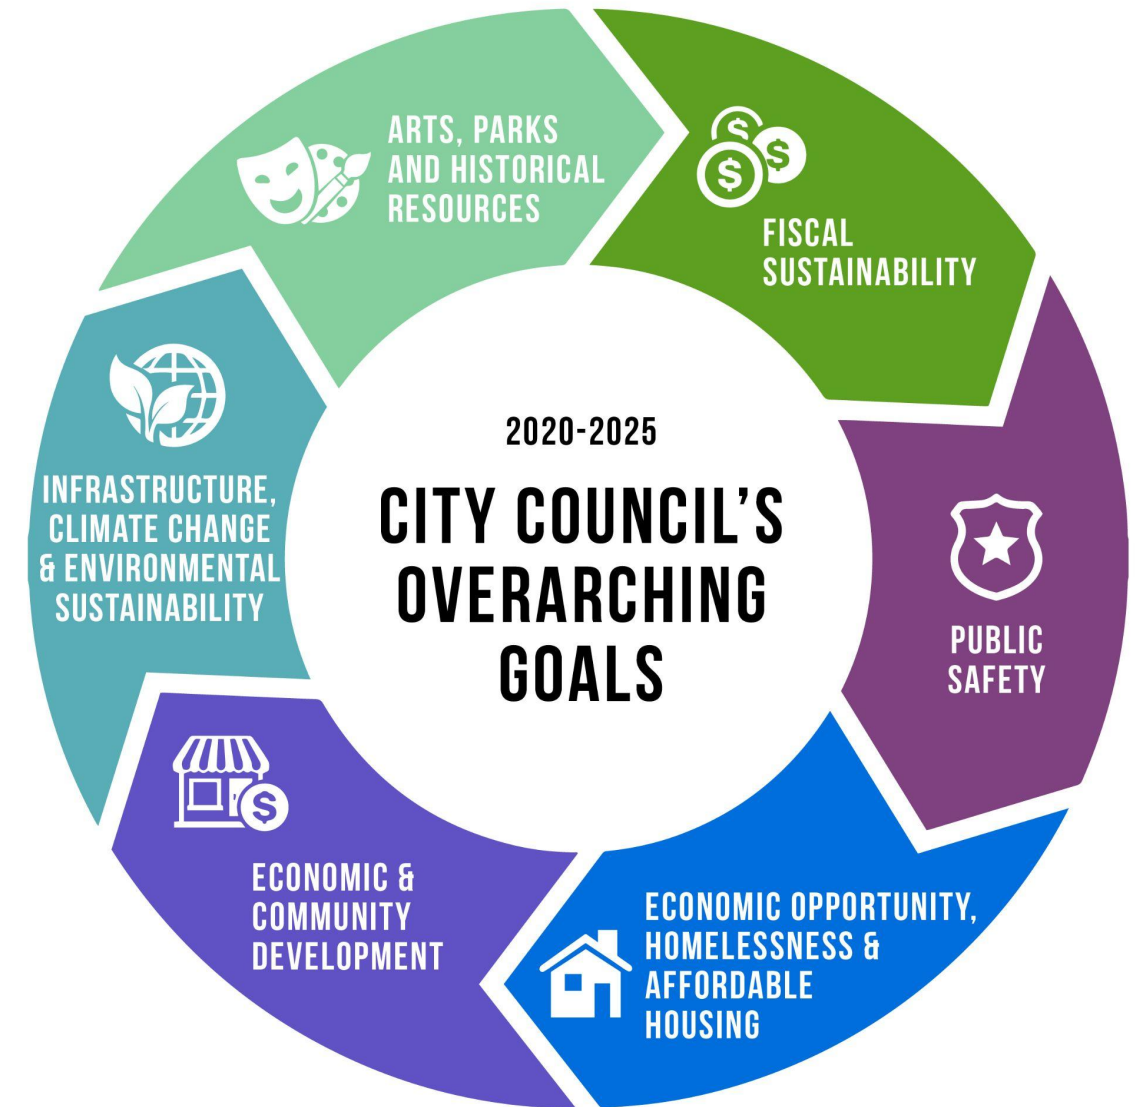 2020-2025
CITY COUNCIL'S
OVERARCHING
GOALS
ARTS, PARKS
AND HISTORICAL
RESOURCES
$
$
$
FISCAL
SUSTAINABILITY
PUBLIC
SAFETY
ECONOMIC OPPORTUNITY,
HOMELESSNESS &
AFFORDABLE
HOUSING
$
ECONOMIC &
COMMUNITY
DEVELOPMENT
INFRASTRUCTURE,
CLIMATE CHANGE
& ENVIRONMENTAL
SUSTAINABILITY